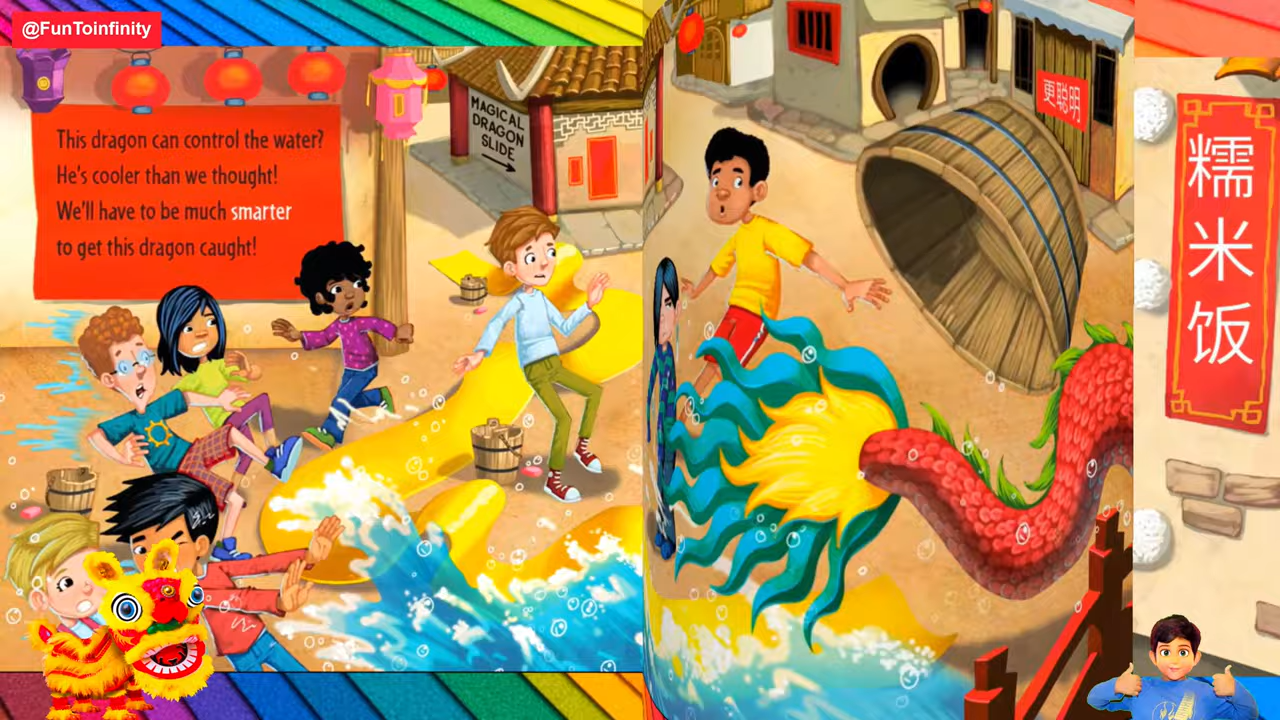 @FunToinfinity
This dragon can control the water?
He's cooler than we thought!
We'll have to be much smarter
to get this dragon caught!
MAGICAL
DRAGON
SLIDE
更聪明
糯
米
饭